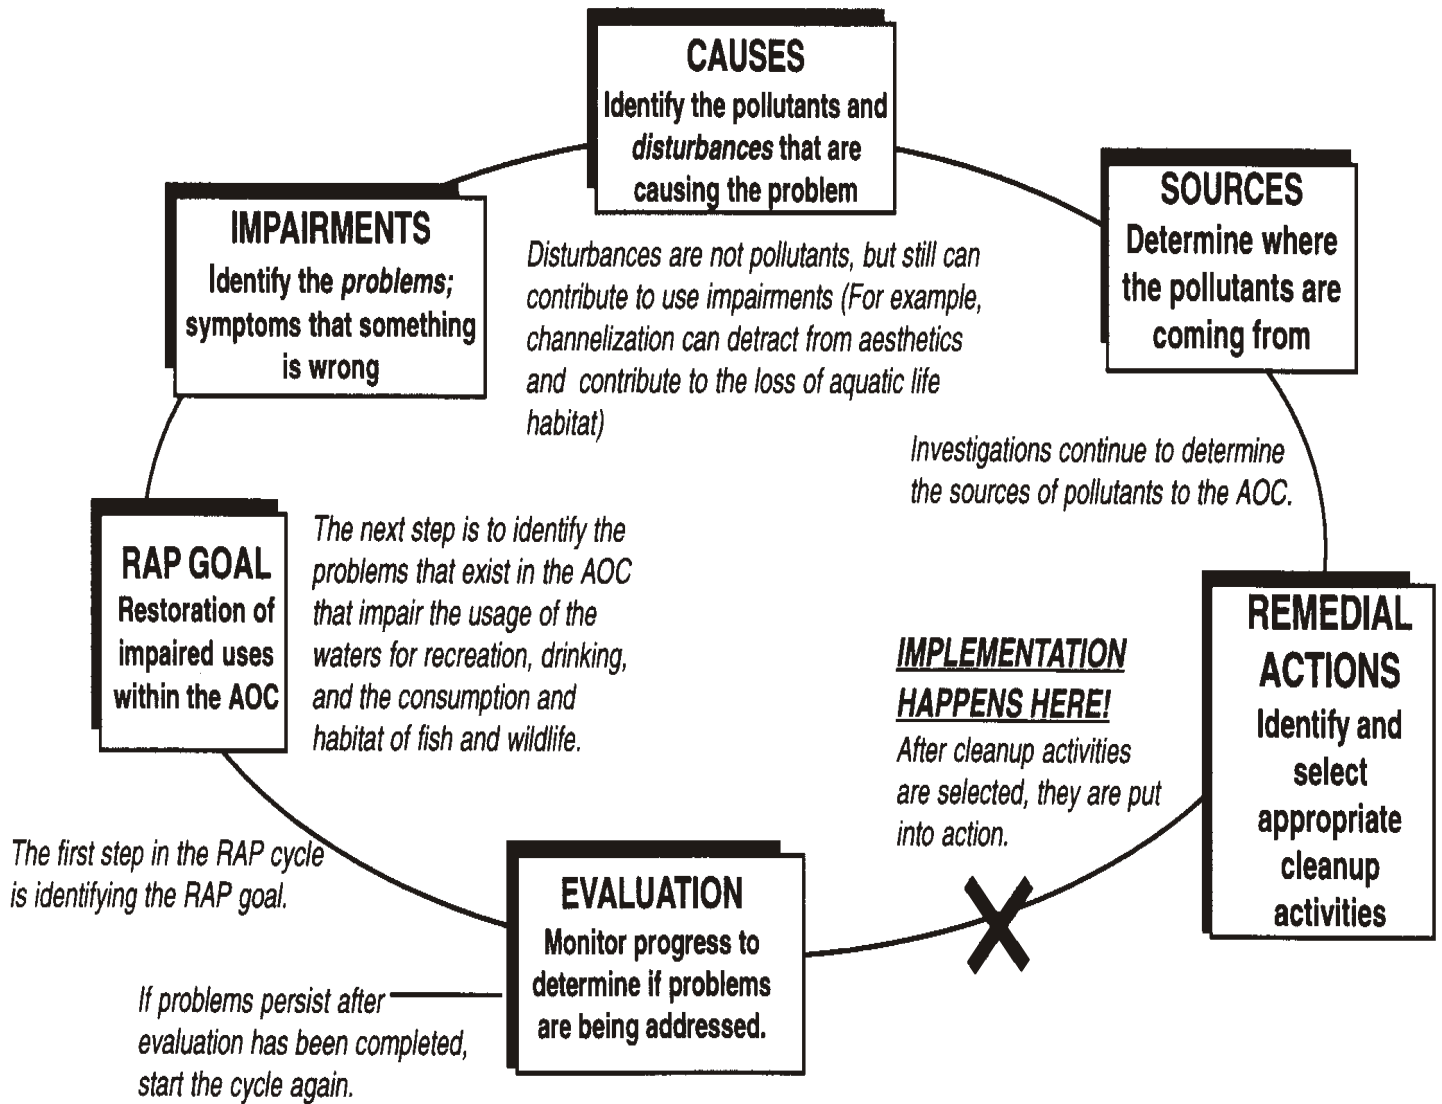 CAUSES
Identify the pollutants and
disturbances that are
causing the problem
SOURCES
Determine where
the pollutants are
coming from
IMPAIRMENTS
Identify the problems;
symptoms that something
is wrong
Disturbances are not pollutants, but still can
contribute to use impairments (For example,
channelization can detract from aesthetics
and contribute to the loss of aquatic life
habitat)
Investigations continue to determine
the sources of pollutants to the AOC.
RAP GOAL
Restoration of
impaired uses
within the AOC
The next step is to identify the
problems that exist in the AOC
that impair the usage of the
waters for recreation, drinking,
and the consumption and
habitat of fish and wildlife.
REMEDIAL
ACTIONS
Identify and
select
appropriate
cleanup
activities
IMPLEMENTATION
HAPPENS HERE!
After cleanup activities
are selected, they are put
into action.
The first step in the RAP cycle
is identifying the RAP goal.
EVALUATION
Monitor progress to
determine if problems
are being addressed.
If problems persist after
evaluation has been completed,
start the cycle again.